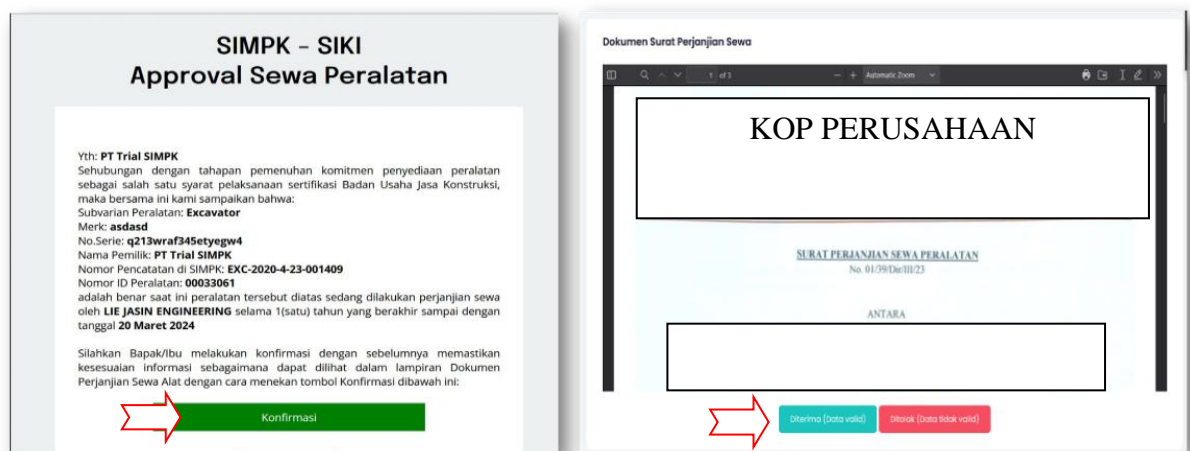 SIMPK - SIKI
Approval Sewa Peralatan
Yth: PT Trial SIMPK
Sehubungan dengan tahapan pemenuhan komitmen penyediaan peralatan
sebagai salah satu syarat pelaksanaan sertifikasi Badan Usaha Jasa Konstruksi,
maka bersama ini kami sampaikan bahwa:
Subvarian Peralatan: Excavator
Merk: asdasd
No.Serie: q213wraf345etyegw4
Nama Pemilik: PT Trial SIMPK
Nomor Pencatatan di SIMPK: EXC-2020-4-23-001409
Nomor ID Peralatan: 00033061
adalah benar saat ini peralatan tersebut diatas sedang dilakukan perjanjian sewa
oleh LIE JASIN ENGINEERING selama 1(satu) tahun yang berakhir sampai dengan
tanggal 20 Maret 2024
Silahkan Bapak/Ibu melakukan konfirmasi dengan sebelumnya memastikan
kesesuaian informasi sebagaimana dapat dilihat dalam lampiran Dokumen
Perjanjian Sewa Alat dengan cara menekan tombol Konfirmasi dibawah ini:
Konfirmasi
Dokumen Surat Perjanjian Sewa
1 of 3
Automatic Zoom
KOP PERUSAHAAN
SURAT PERJANJIAN SEWA PERALATAN
No. 01/39/Dir/III/23
ANTARA
Diterima (Data valid)
Ditolak (Data tidak valid)